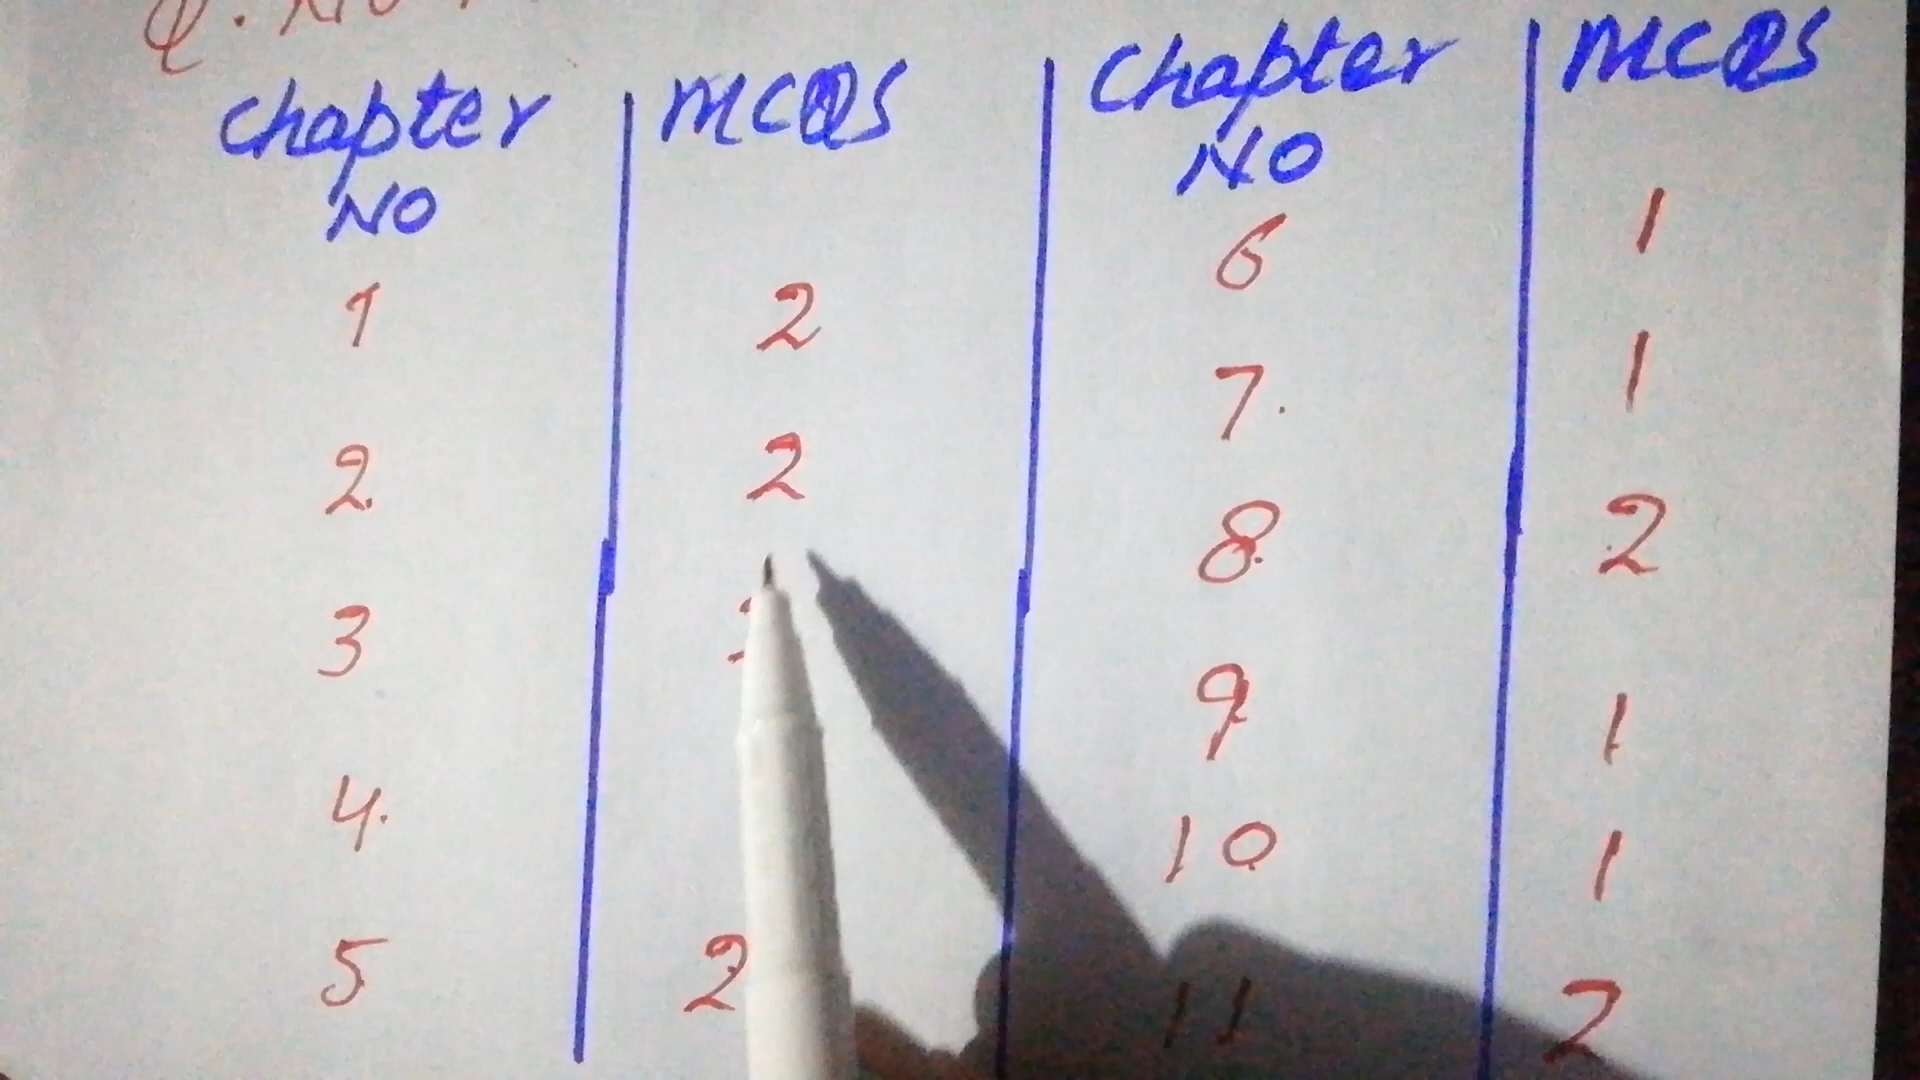 Chapter NO | MCQS | Chapter NO | MCQS
1 | 2 | 6 | 1
2. | 2 | 7. | 1
3 | | 8. | 2
4. | | 9 | 1
5 | 2 | 10 | 1
11 | 2